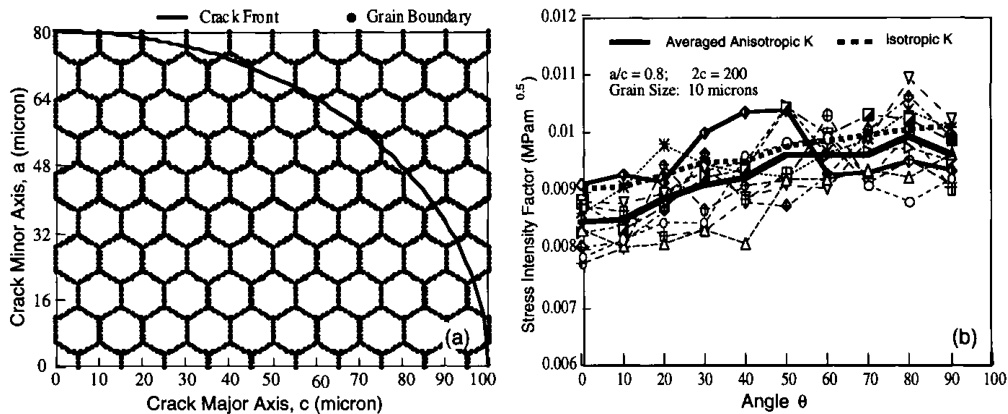 Crack Front
Grain Boundary
Crack Minor Axis, a (micron)
80
64
48
32
16
0
0 10 20 30 40 50 60 70 80 90 100
Crack Major Axis, c (micron)
(a)
Stress Intensity Factor (MPam^0.5)
0.012
0.011
0.010
0.009
0.008
0.007
0.006
Averaged Anisotropic K
Isotropic K
a/c = 0.8; 2c = 200
Grain Size: 10 microns
(b)
0 10 20 30 40 50 60 70 80 90 100
Angle θ